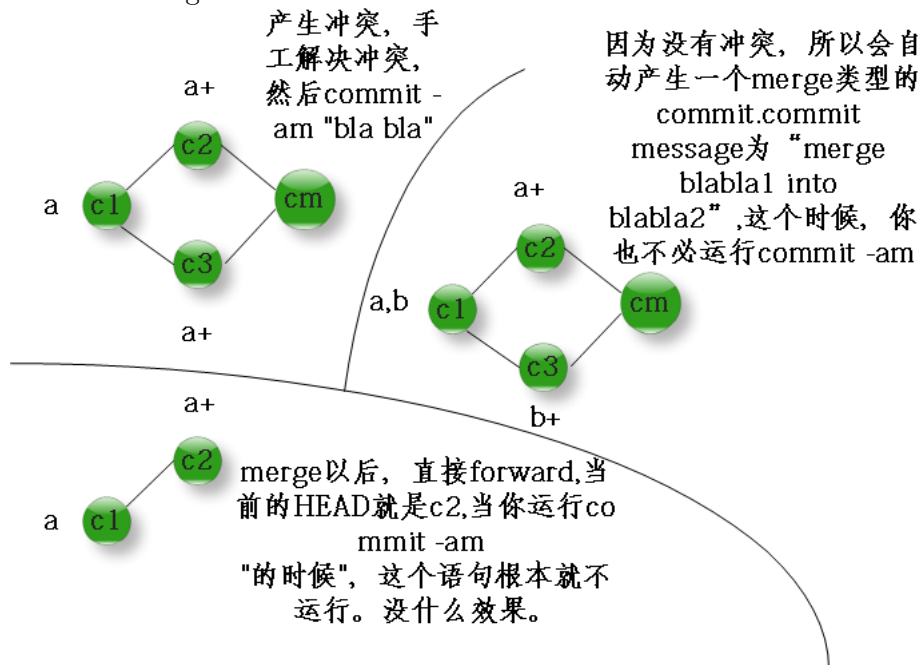 产生冲突，手
工解决冲突，
然后commit -
am "bla bla"
a+
c2
a
c1
cm
c3
a+
因为没有冲突，所以会自
动产生一个merge类型的
commit.commit
message为“merge
blabla1 into
blabla2”,这个时候，你
也不必运行commit -am
a+
c2
a,b
c1
cm
c3
b+
a+
c2
a
c1
merge以后，直接forward,当
前的HEAD就是c2,当你运行co
mmit -am
"的时候"，这个语句根本就不
运行。没什么效果。